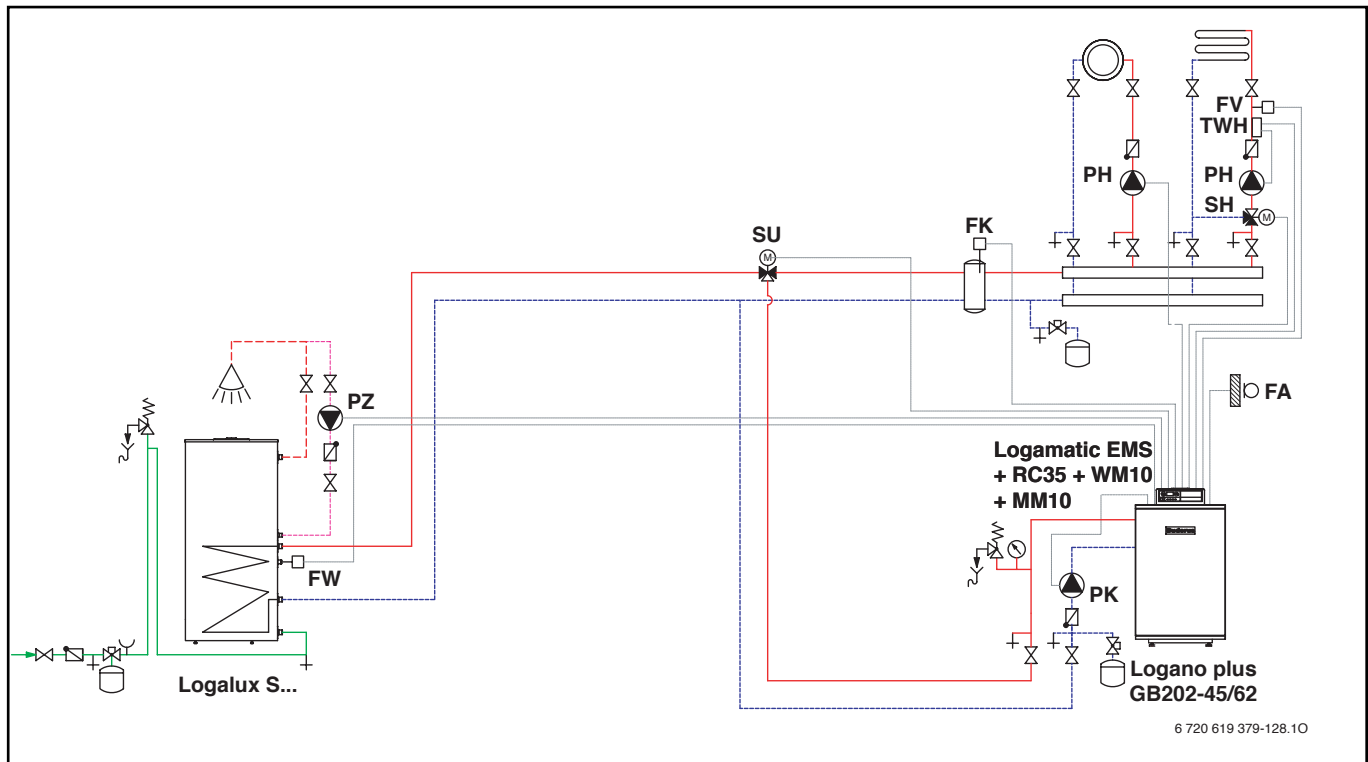 FV
TWH
PH
PH
SH
M
SU
M
FK
PZ
FA
Logamatic EMS
+ RC35 + WM10
+ MM10
Buderus
FW
PK
Logalux S...
Logano plus
GB202-45/62
6 720 619 379-128.1O